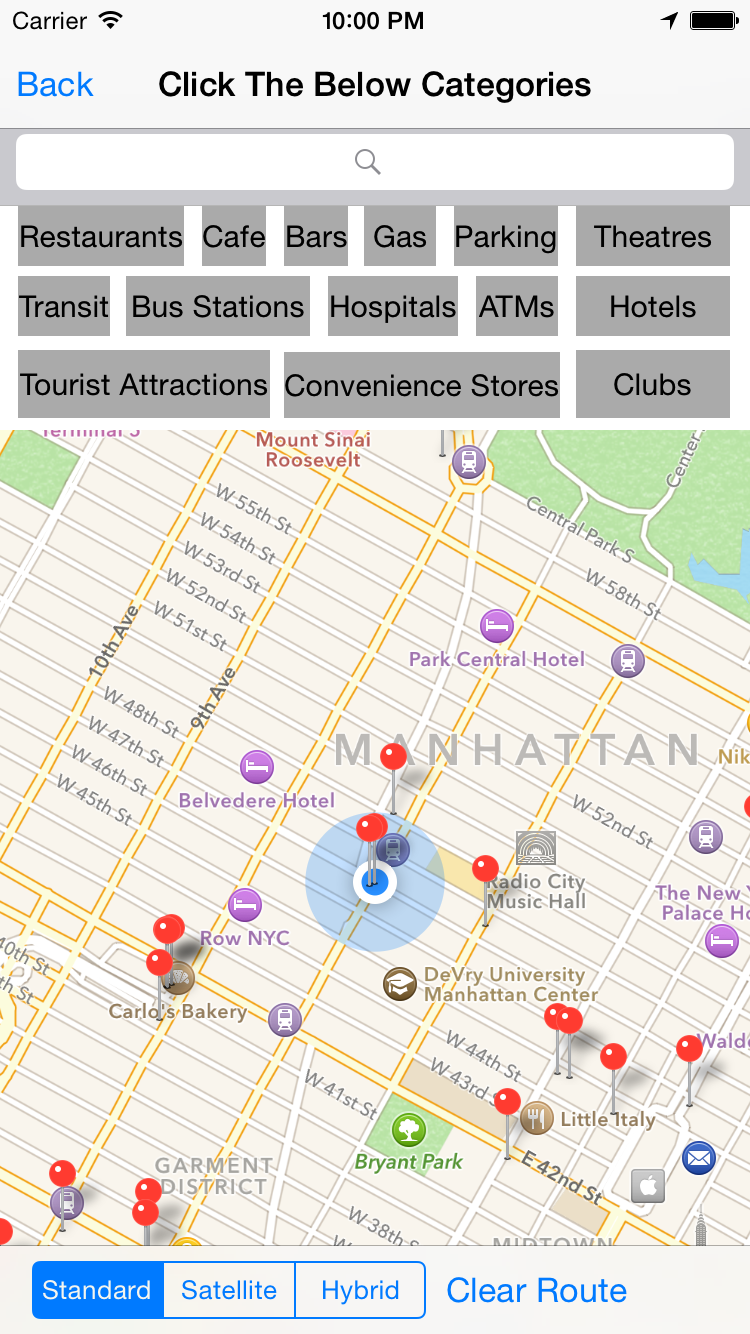 Carrier 10:00 PM
Back Click The Below Categories
Restaurants Cafe Bars Gas Parking Theatres
Transit Bus Stations Hospitals ATMs Hotels
Tourist Attractions Convenience Stores Clubs
Terminal 5
Mount Sinai
Roosevelt
Center
W 55th St
W 54th St
W 53rd St
W 52nd St
W 51st St
Central Park S
W 58th St
10th Ave
9th Ave
Park Central Hotel
W 48th St
W 47th St
W 46th St
W 45th St
MANHATTAN
Nik
Belvedere Hotel
W 52nd St
Radio City
Music Hall
The New Y
Palace Ho
Row NYC
40th St
th St
DeVry University
Manhattan Center
Carlo's Bakery
W 44th St
W 43rd St
Waldo
W 41st St
Little Italy
Bryant Park
E 42nd St
GARMENT
DISTRICT
W 38th St
MIDTOWN
Standard Satellite Hybrid Clear Route